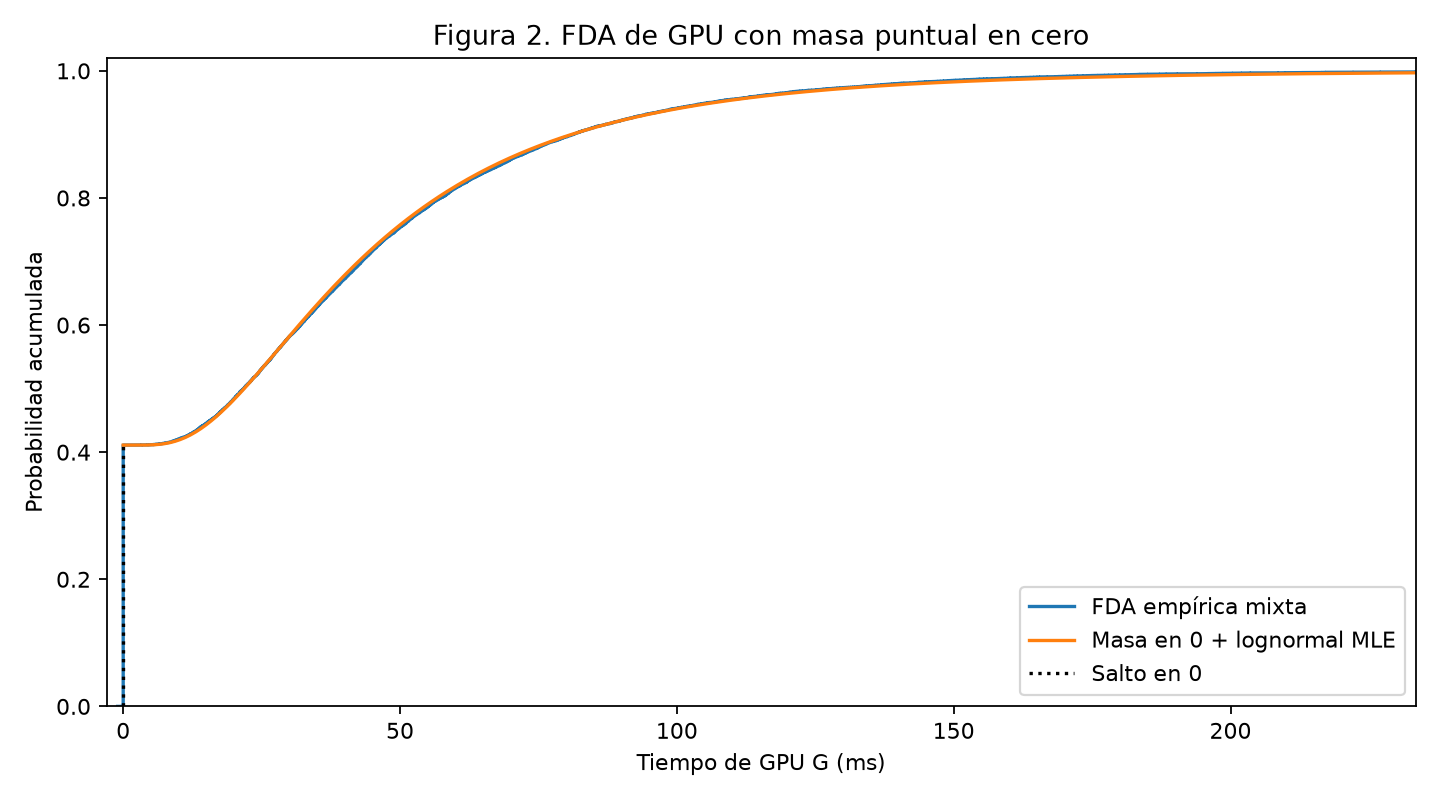 Figura 2. FDA de GPU con masa puntual en cero
Probabilidad acumulada
1.0
0.8
0.6
0.4
0.2
0.0
0
50
100
150
200
Tiempo de GPU G (ms)
FDA empírica mixta
Masa en 0 + lognormal MLE
Salto en 0